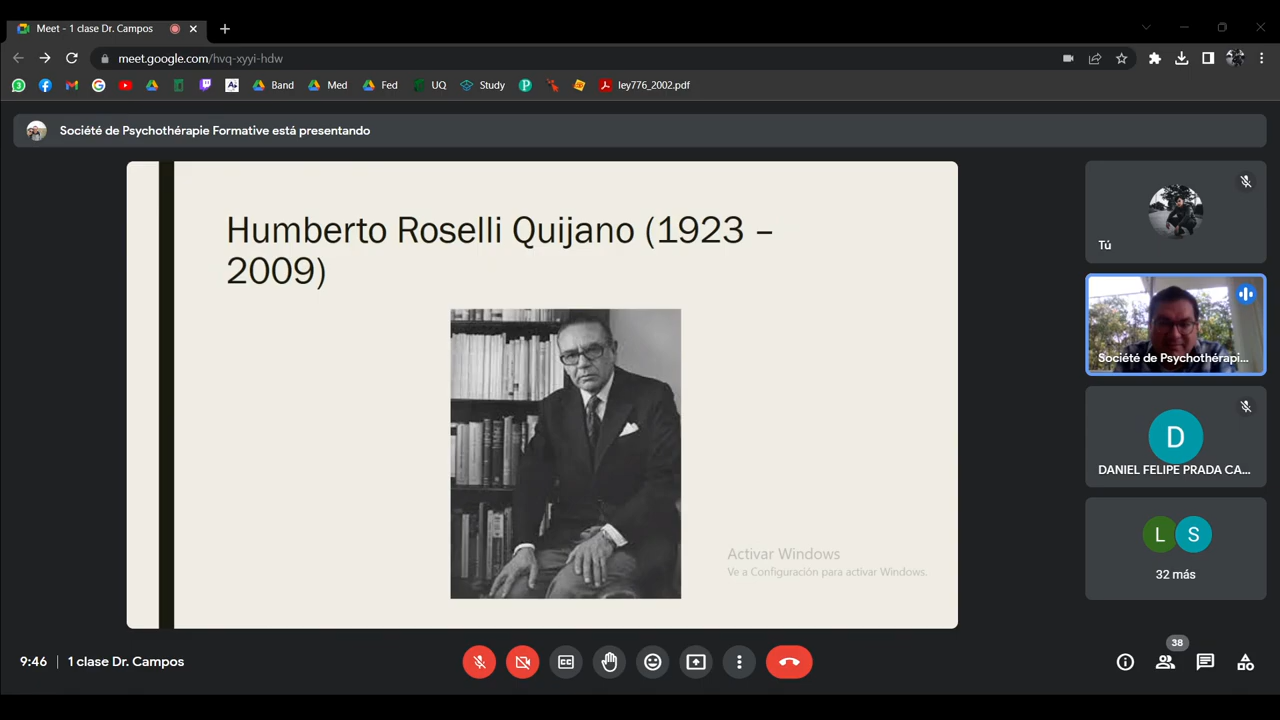 Meet - 1 clase Dr. Campos
meet.google.com/hvq-xyyi-hdw
Band
Med
Fed
UQ
Study
ley776_2002.pdf
Société de Psychothérapie Formative está presentando
Humberto Roselli Quijano (1923 –
2009)
Activar Windows
Ve a Configuración para activar Windows.
Tú
Société de Psychothérapi...
D
DANIEL FELIPE PRADA CA...
L
S
32 más
9:46
1 clase Dr. Campos
38